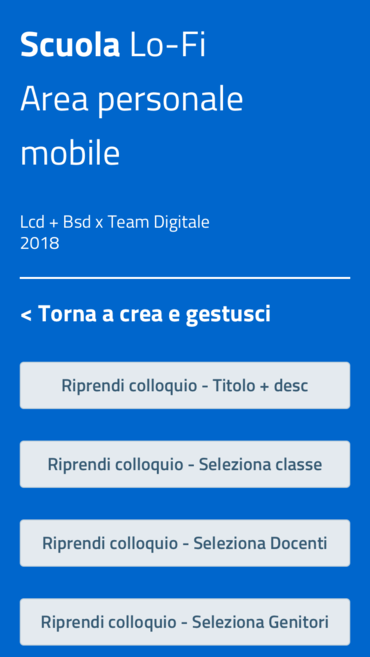 Scuola Lo-Fi
Area personale
mobile
Lcd + Bsd x Team Digitale
2018
< Torna a crea e gestusci
Riprendi colloquio - Titolo + desc
Riprendi colloquio - Seleziona classe
Riprendi colloquio - Seleziona Docenti
Riprendi colloquio - Seleziona Genitori